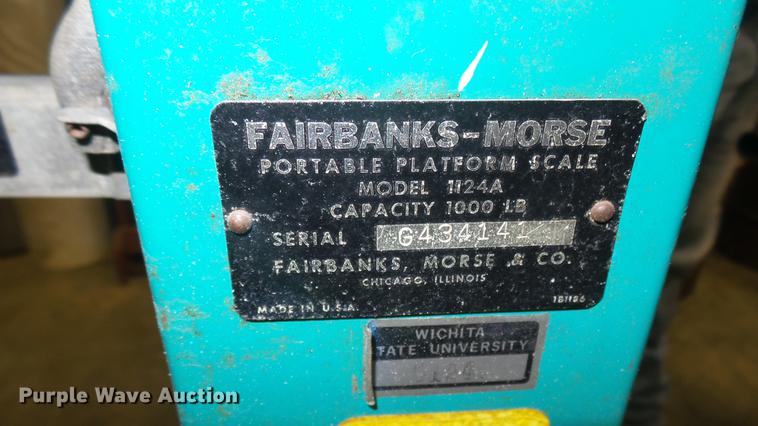 FAIRBANKS-MORSE
PORTABLE PLATFORM SCALE
MODEL 1124A
CAPACITY 1000 LB
SERIAL G434141
FAIRBANKS, MORSE & CO.
CHICAGO, ILLINOIS
MADE IN U.S.A.
WICHITA
TATE UNIVERSITY
Purple Wave Auction